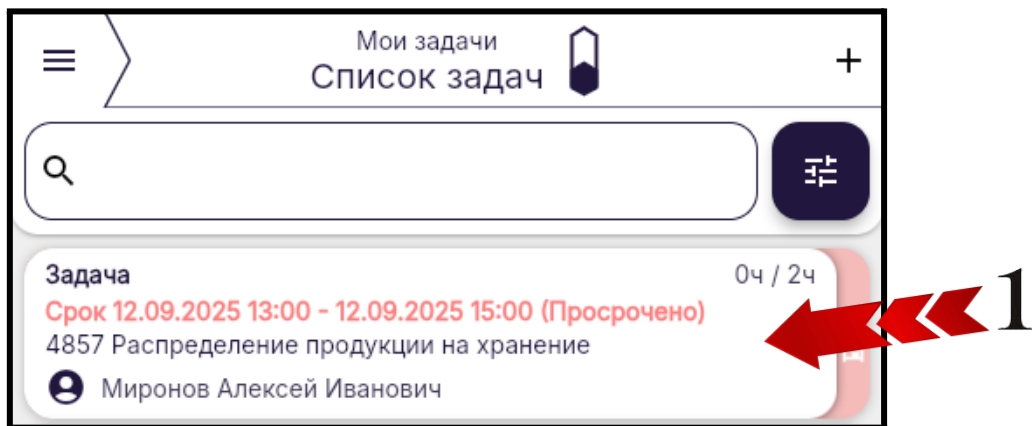 Мои задачи
Список задач
Задача
0ч / 2ч
Срок 12.09.2025 13:00 - 12.09.2025 15:00 (Просрочено)
4857 Распределение продукции на хранение
Миронов Алексей Иванович
1